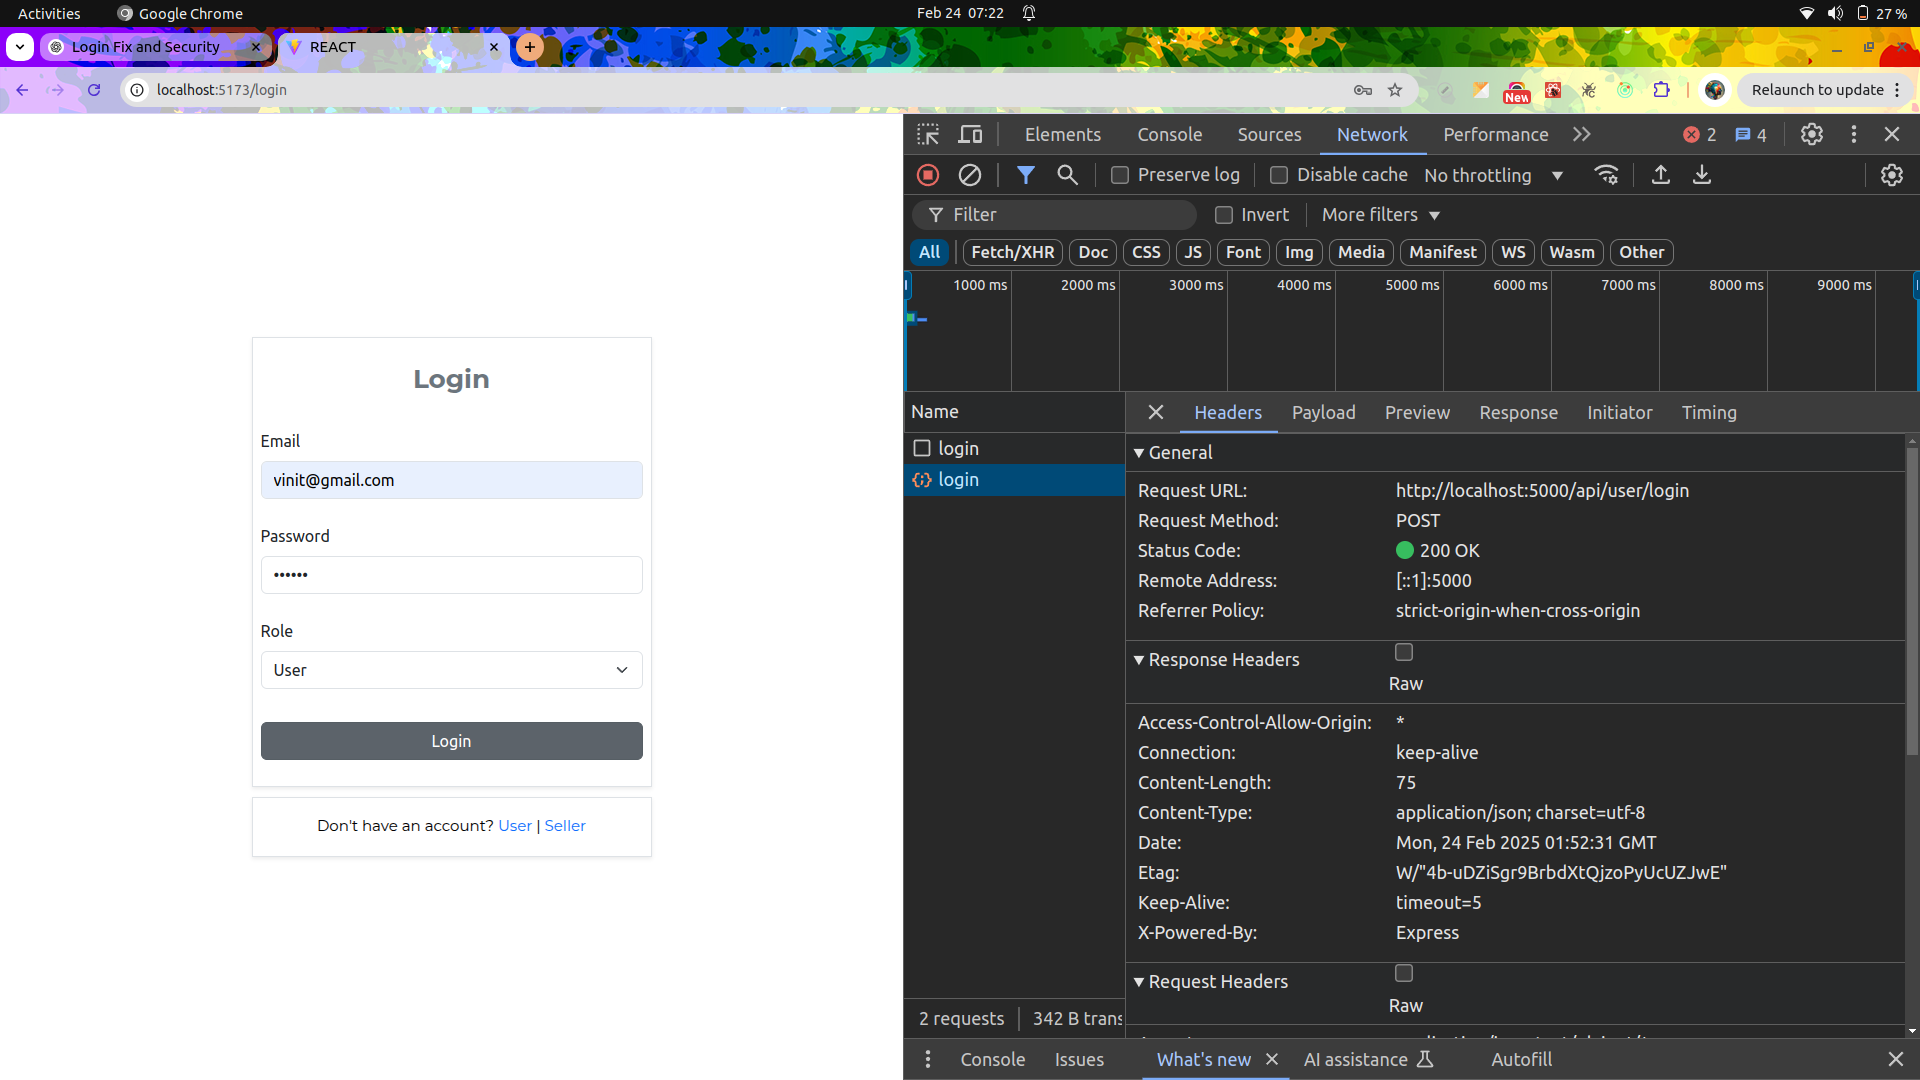 Activities Google Chrome Feb 24 07:22 27 %
Login Fix and Security REACT
localhost:5173/login New Relaunch to update
Elements Console Sources Network Performance 2 4
Preserve log Disable cache No throttling
Filter Invert More filters
All Fetch/XHR Doc CSS JS Font Img Media Manifest WS Wasm Other
1000 ms 2000 ms 3000 ms 4000 ms 5000 ms 6000 ms 7000 ms 8000 ms 9000 ms
Login
Email
vinit@gmail.com
Password
••••••
Role
User
Login
Don't have an account? User | Seller
Name
login
login
2 requests 342 B trans
Headers Payload Preview Response Initiator Timing
General
Request URL: http://localhost:5000/api/user/login
Request Method: POST
Status Code: 200 OK
Remote Address: [::1]:5000
Referrer Policy: strict-origin-when-cross-origin
Response Headers
Raw
Access-Control-Allow-Origin: *
Connection: keep-alive
Content-Length: 75
Content-Type: application/json; charset=utf-8
Date: Mon, 24 Feb 2025 01:52:31 GMT
Etag: W/"4b-uDZiSgr9BrbdXtQjzoPyUcUZJwE"
Keep-Alive: timeout=5
X-Powered-By: Express
Request Headers
Raw
Console Issues What's new AI assistance Autofill